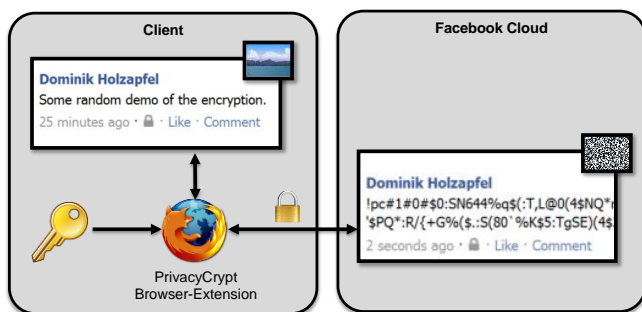 Client
Dominik Holzapfel
Some random demo of the encryption.
25 minutes ago · Like · Comment
PrivacyCrypt
Browser-Extension
Facebook Cloud
Dominik Holzapfel
!pc#1#0#$0:SN644%q$(:T,L@0(4$NQ*r
'$PQ*:R/{+G%($.:S(80`%K$5:TgSE)(4$
2 seconds ago · Like · Comment